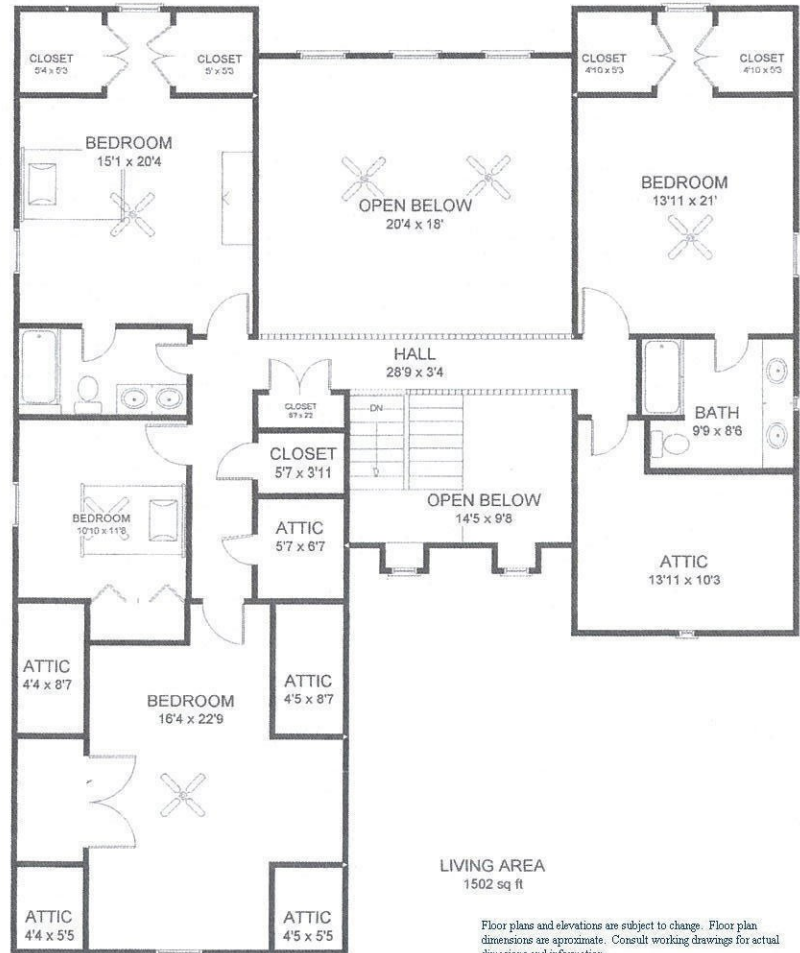 CLOSET
5'4 x 5'3
CLOSET
5' x 5'3
CLOSET
4'10 x 5'3
CLOSET
4'10 x 5'3
BEDROOM
15'1 x 20'4
OPEN BELOW
20'4 x 18'
BEDROOM
13'11 x 21'
HALL
28'9 x 3'4
CLOSET
DN
BATH
9'9 x 8'6
CLOSET
5'7 x 3'11
OPEN BELOW
14'5 x 9'8
BEDROOM
10'10 x 11'8
ATTIC
5'7 x 6'7
ATTIC
13'11 x 10'3
ATTIC
4'4 x 8'7
ATTIC
4'5 x 8'7
BEDROOM
16'4 x 22'9
ATTIC
4'4 x 5'5
ATTIC
4'5 x 5'5
LIVING AREA
1502 sq ft
Floor plans and elevations are subject to change. Floor plan
dimensions are aproximate. Consult working drawings for actual